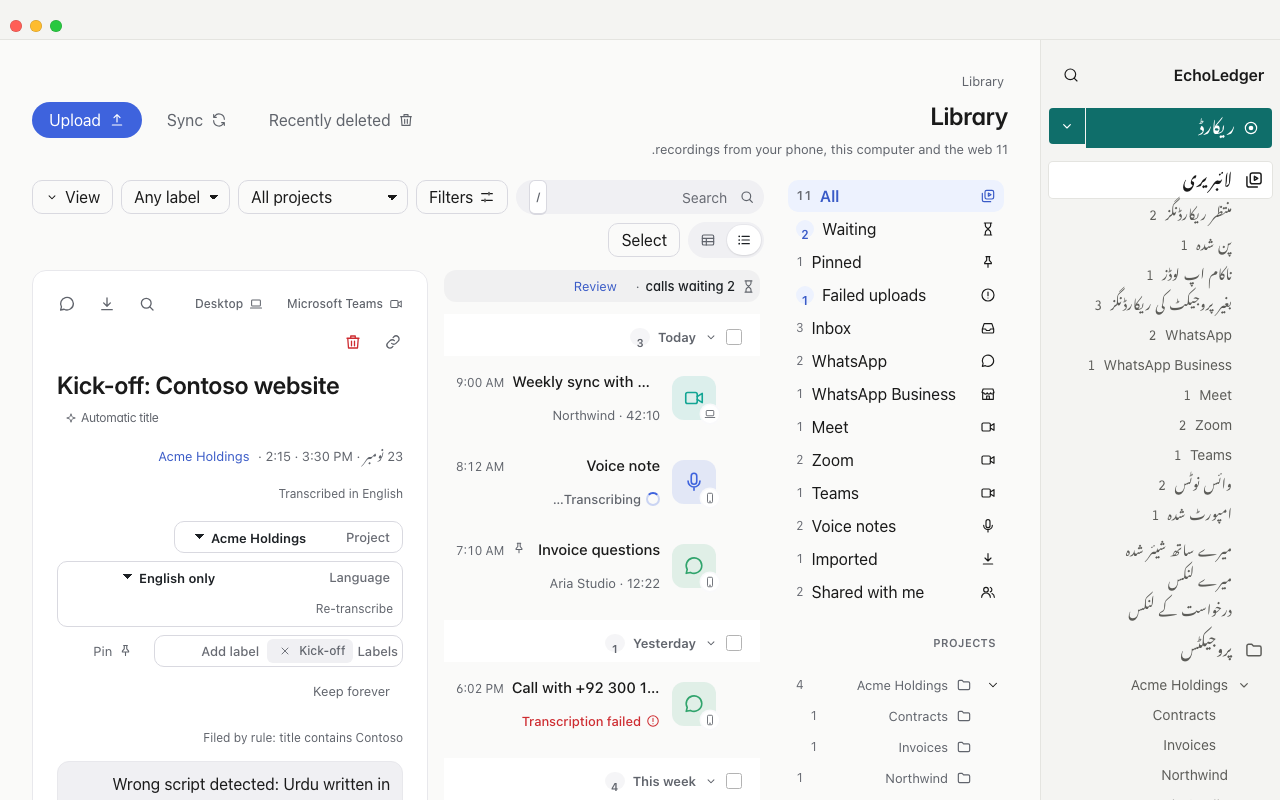 EchoLedger
ریکارڈ
لائبریری
منتظر ریکارڈنگز 2
پن شدہ 1
ناکام اپ لوڈز 1
بغیر پروجیکٹ کی ریکارڈنگز 3
WhatsApp 2
WhatsApp Business 1
Meet 1
Zoom 2
Teams 1
وائس نوٹس 2
امپورٹ شدہ 1
میرے ساتھ شیئر شدہ
میرے لنکس
درخواست کے لنکس
پروجیکٹس
Acme Holdings
Contracts
Invoices
Northwind
Library
Library
.recordings from your phone, this computer and the web 11
Recently deleted
Sync
Upload
Search /
Filters
All projects
Any label
View
Select
All 11
Waiting 2
Pinned 1
Failed uploads 1
Inbox 3
WhatsApp 2
WhatsApp Business 1
Meet 1
Zoom 2
Teams 1
Voice notes 2
Imported 1
Shared with me 2
PROJECTS
Acme Holdings 4
Contracts 1
Invoices 1
Northwind 1
calls waiting 2 · Review
Today 3
9:00 AM Weekly sync with ...
Northwind · 42:10
8:12 AM Voice note
...Transcribing
7:10 AM Invoice questions
Aria Studio · 12:22
Yesterday 1
6:02 PM Call with +92 300 1...
Transcription failed
This week 4
Microsoft Teams
Desktop
Kick-off: Contoso website
Automatic title
Acme Holdings · 2:15 · 3:30 PM · 23 نومبر
Transcribed in English
Project Acme Holdings
Language English only
Re-transcribe
Labels Kick-off × Add label
Pin
Keep forever
Filed by rule: title contains Contoso
Wrong script detected: Urdu written in